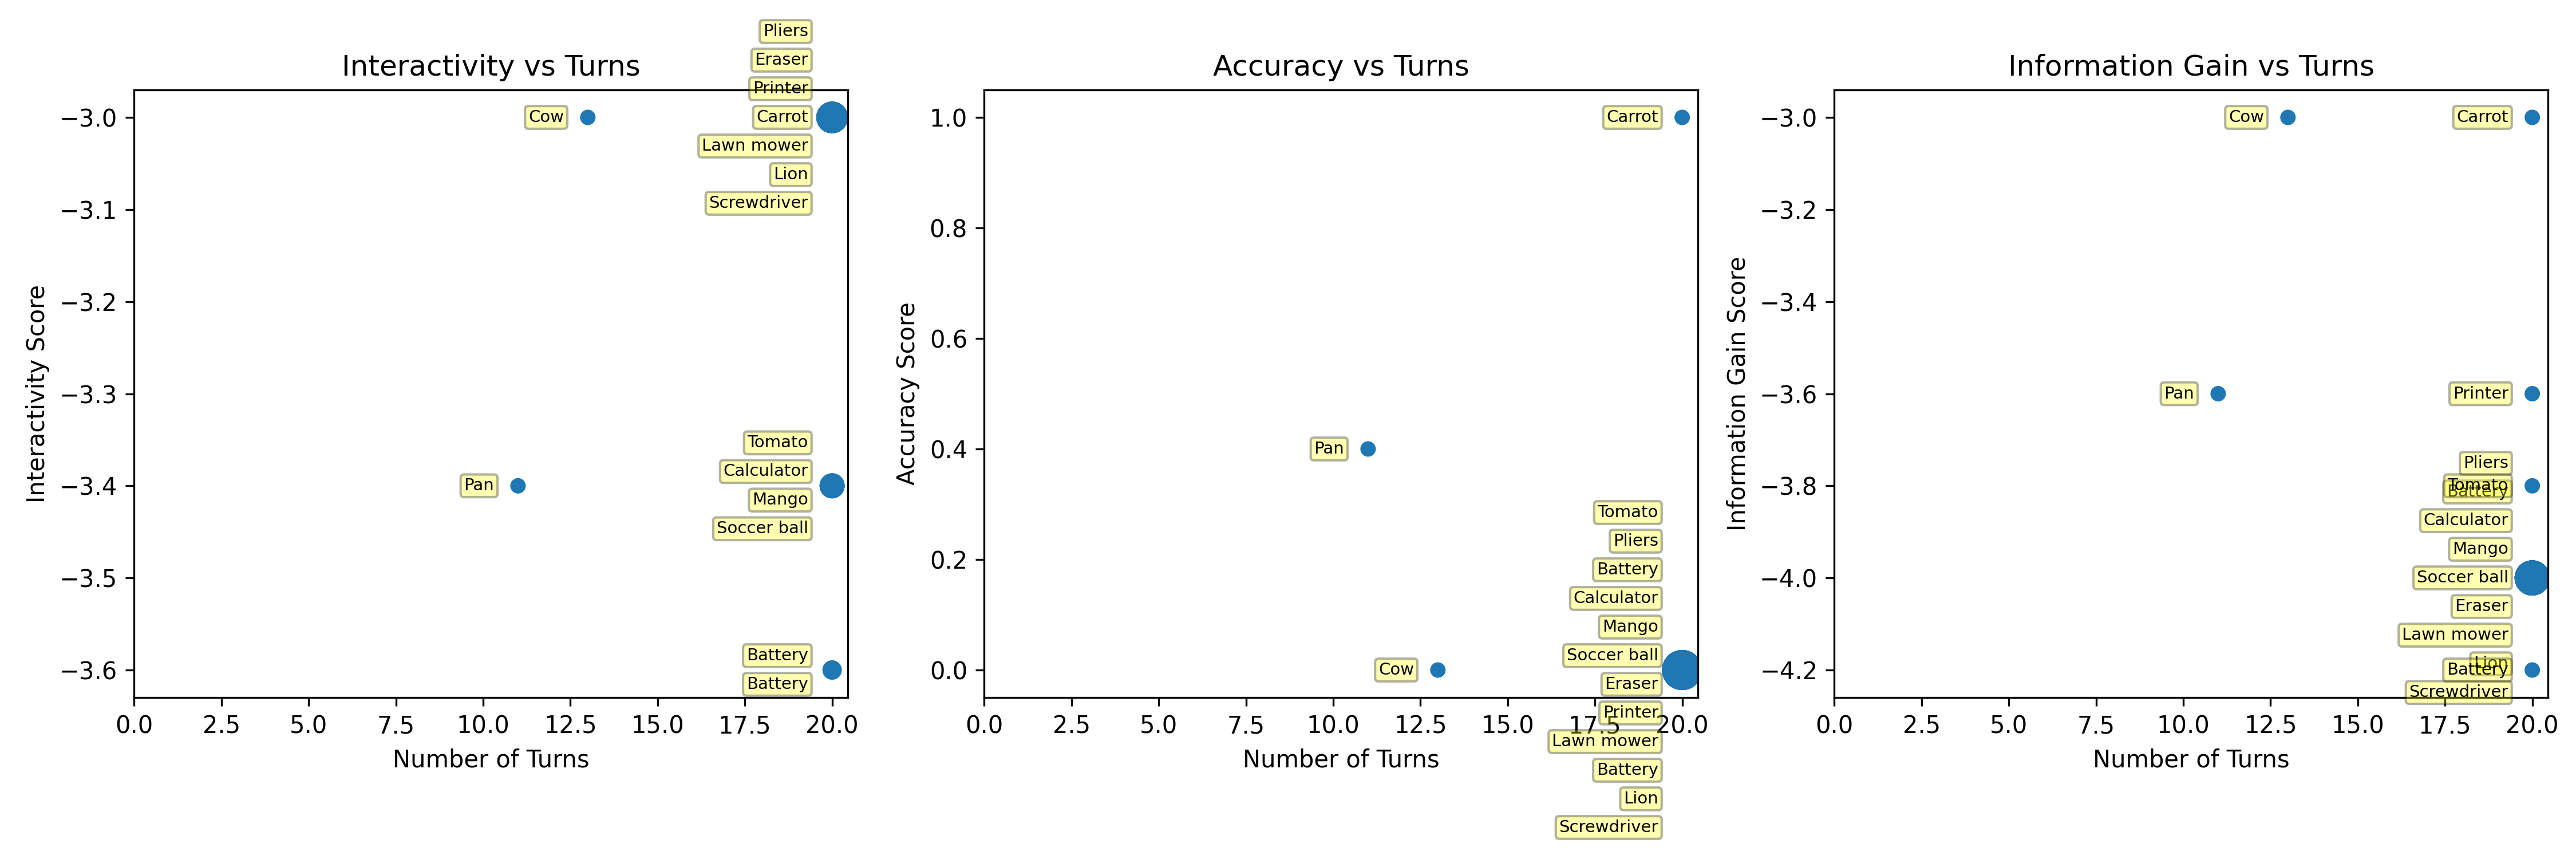 Interactivity vs Turns
Pliers
Eraser
Printer
Carrot
Lawn mower
Lion
Screwdriver
Cow
Tomato
Calculator
Mango
Soccer ball
Pan
Battery
Battery
−3.0
−3.1
−3.2
−3.3
−3.4
−3.5
−3.6
Interactivity Score
0.0 2.5 5.0 7.5 10.0 12.5 15.0 17.5 20.0
Number of Turns
Accuracy vs Turns
Carrot
Pan
Tomato
Pliers
Battery
Calculator
Mango
Soccer ball
Cow
Eraser
Printer
Lawn mower
Battery
Lion
Screwdriver
1.0
0.8
0.6
0.4
0.2
0.0
Accuracy Score
0.0 2.5 5.0 7.5 10.0 12.5 15.0 17.5 20.0
Number of Turns
Information Gain vs Turns
Cow
Carrot
Pan
Printer
Pliers
Tomato
Battery
Calculator
Mango
Soccer ball
Eraser
Lawn mower
Lion
Battery
Screwdriver
−3.0
−3.2
−3.4
−3.6
−3.8
−4.0
−4.2
Information Gain Score
0.0 2.5 5.0 7.5 10.0 12.5 15.0 17.5 20.0
Number of Turns